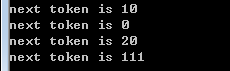 next token is 10
next token is 0
next token is 20
next token is 111